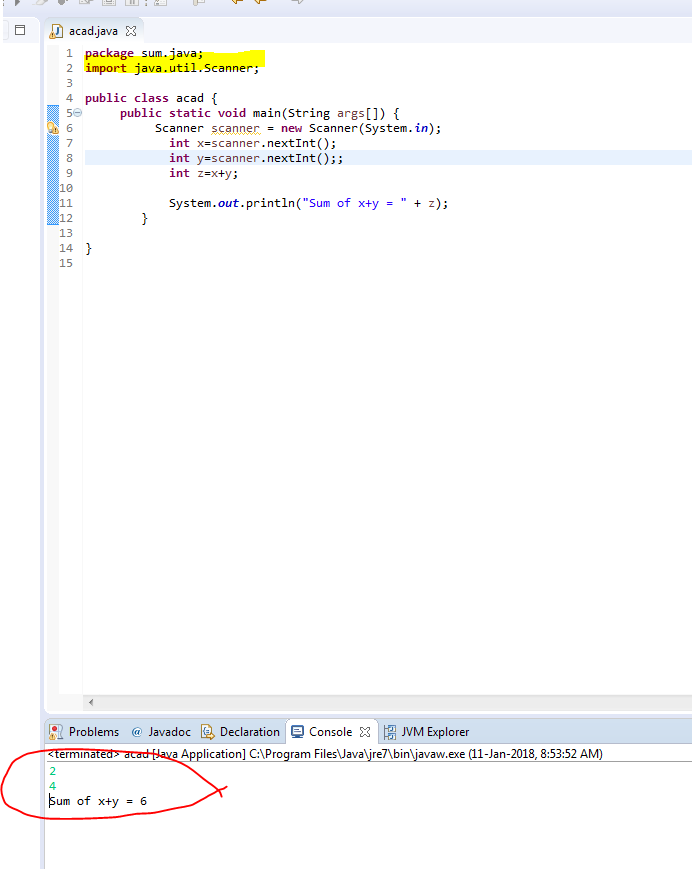 acad.java
1 package sum.java;
2 import java.util.Scanner;
3
4 public class acad {
5 public static void main(String args[]) {
6 Scanner scanner = new Scanner(System.in);
7 int x=scanner.nextInt();
8 int y=scanner.nextInt();;
9 int z=x+y;
10
11 System.out.println("Sum of x+y = " + z);
12 }
13
14 }
15
Problems @ Javadoc Declaration Console JVM Explorer
<terminated> acad [Java Application] C:\Program Files\Java\jre7\bin\javaw.exe (11-Jan-2018, 8:53:52 AM)
2
4
Sum of x+y = 6